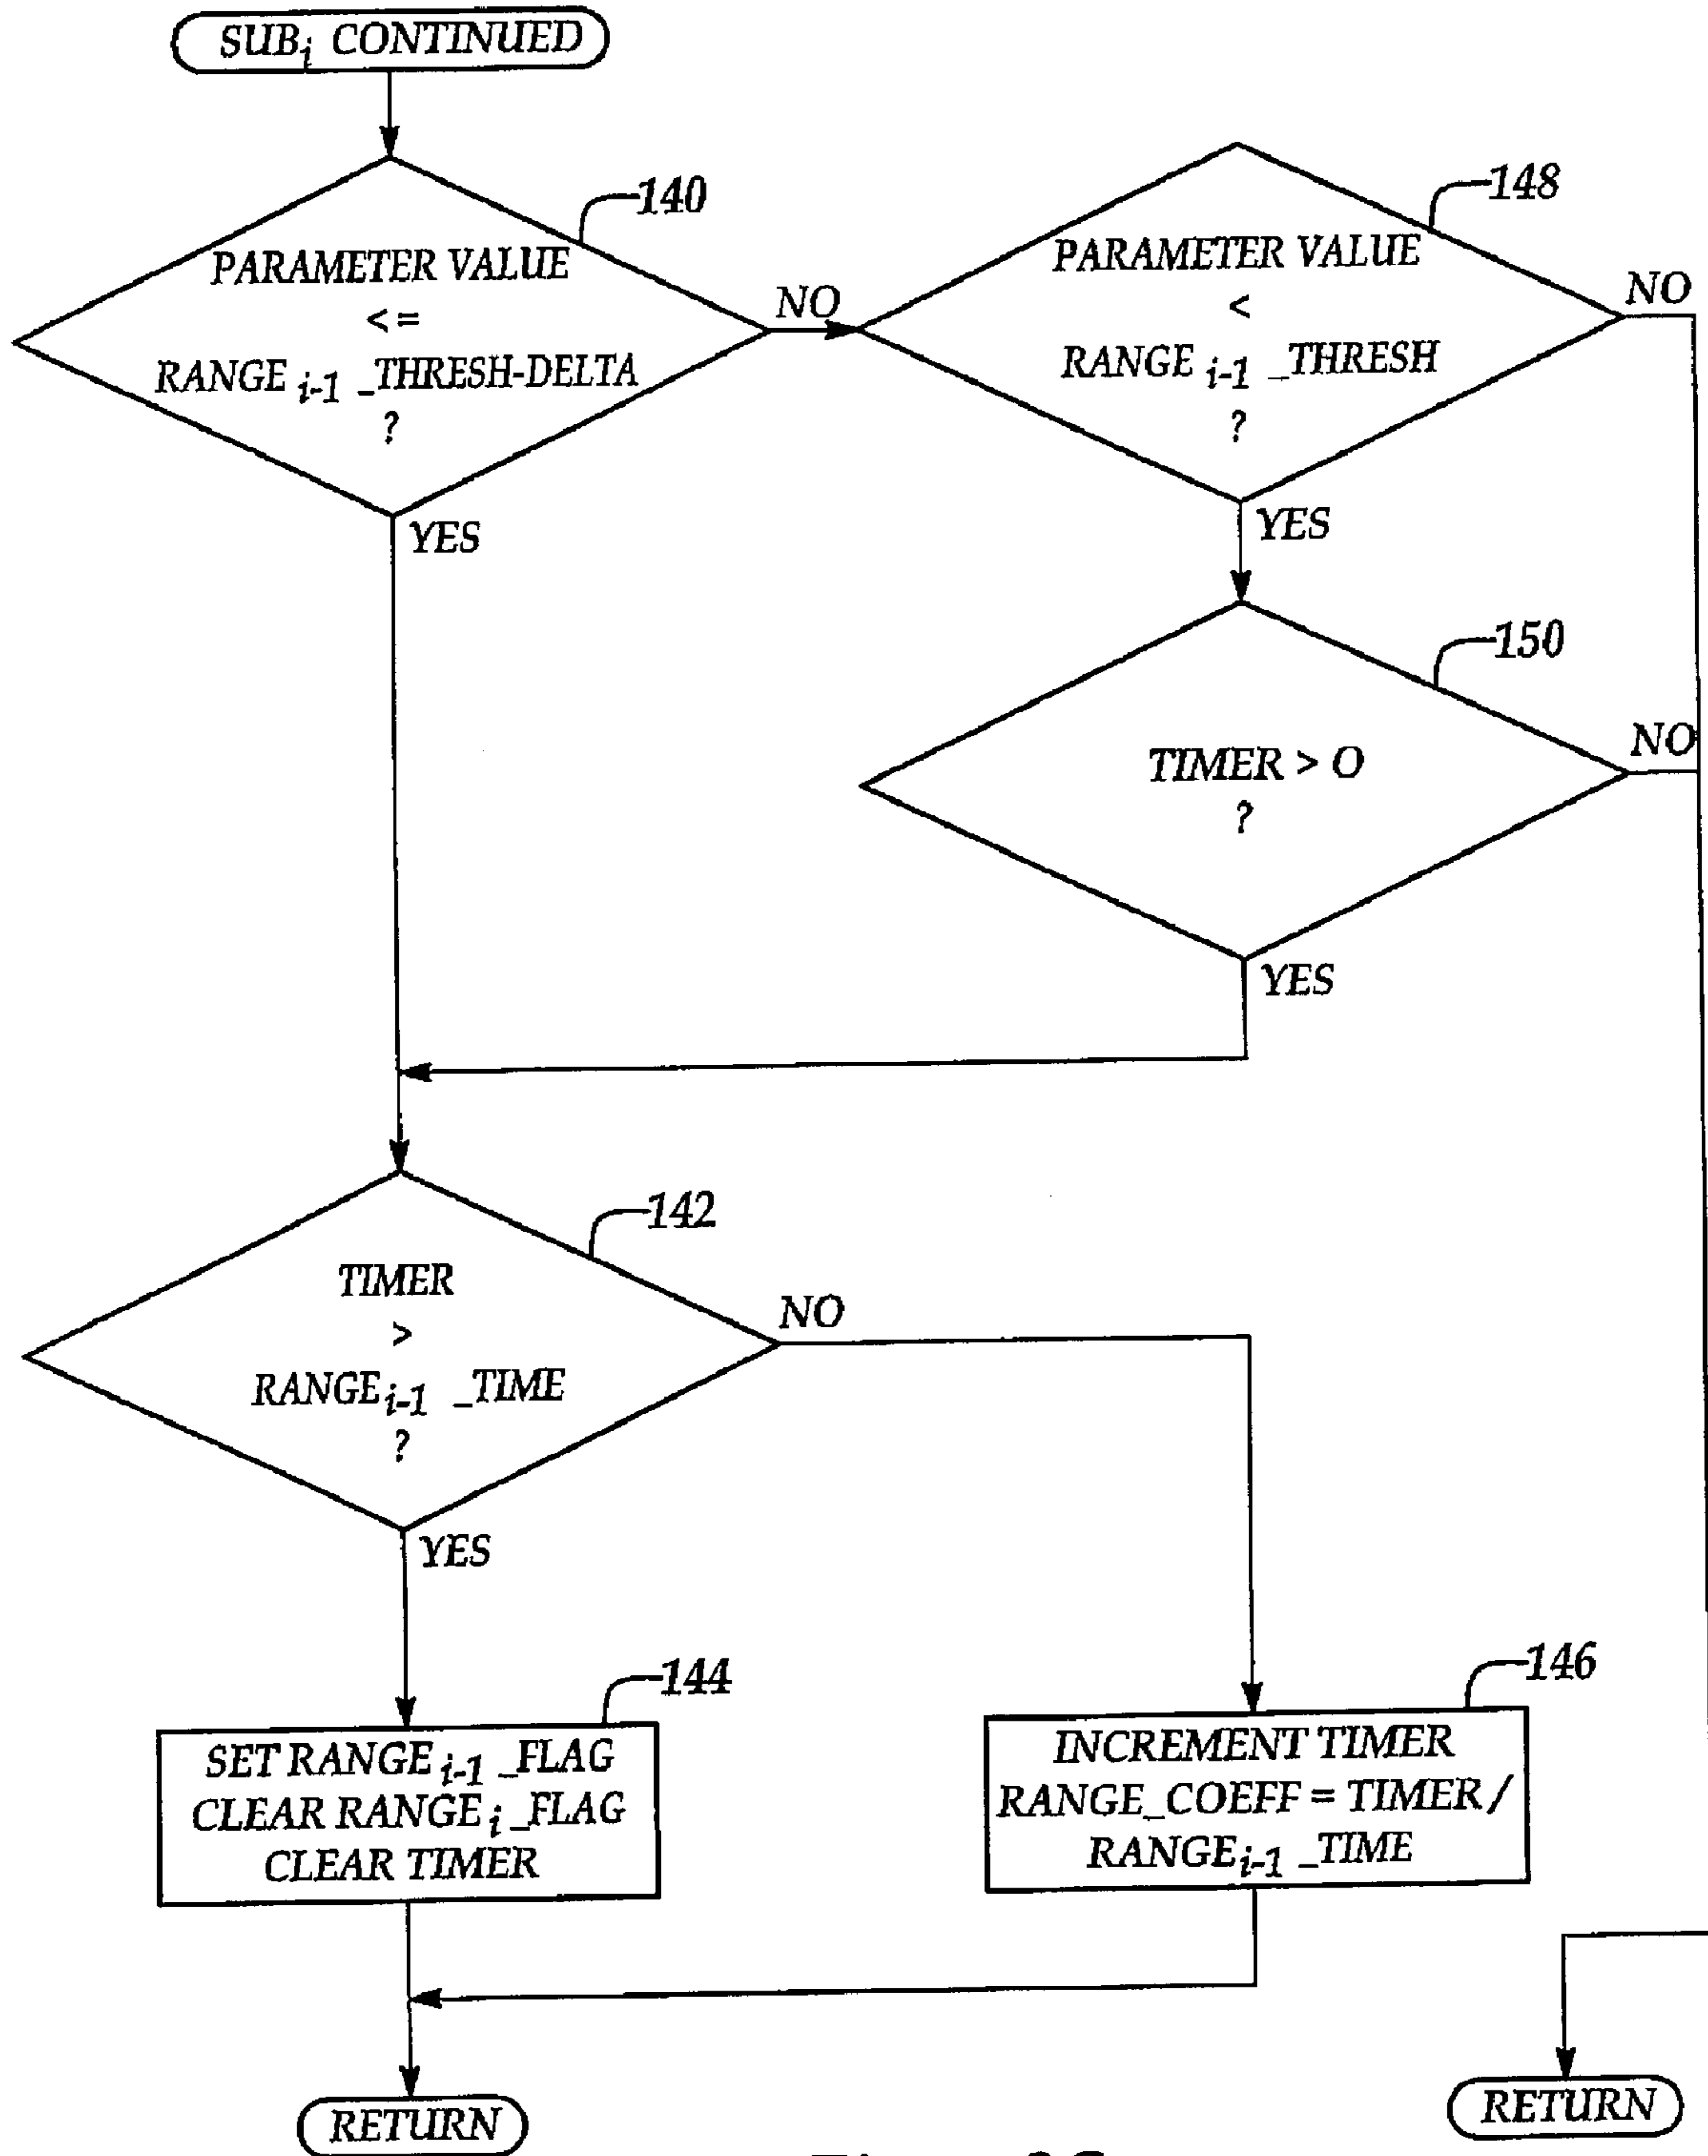 SUBi CONTINUED
140
PARAMETER VALUE
<=
RANGE i-1 _THRESH-DELTA
?
NO
YES
148
PARAMETER VALUE
<
RANGE i-1 _THRESH
?
NO
YES
150
TIMER > O
?
NO
YES
142
TIMER
>
RANGE i-1 _TIME
?
NO
YES
144
SET RANGE i-1 _FLAG
CLEAR RANGE i _FLAG
CLEAR TIMER
146
INCREMENT TIMER
RANGE_COEFF = TIMER /
RANGE i-1 _TIME
RETURN
RETURN